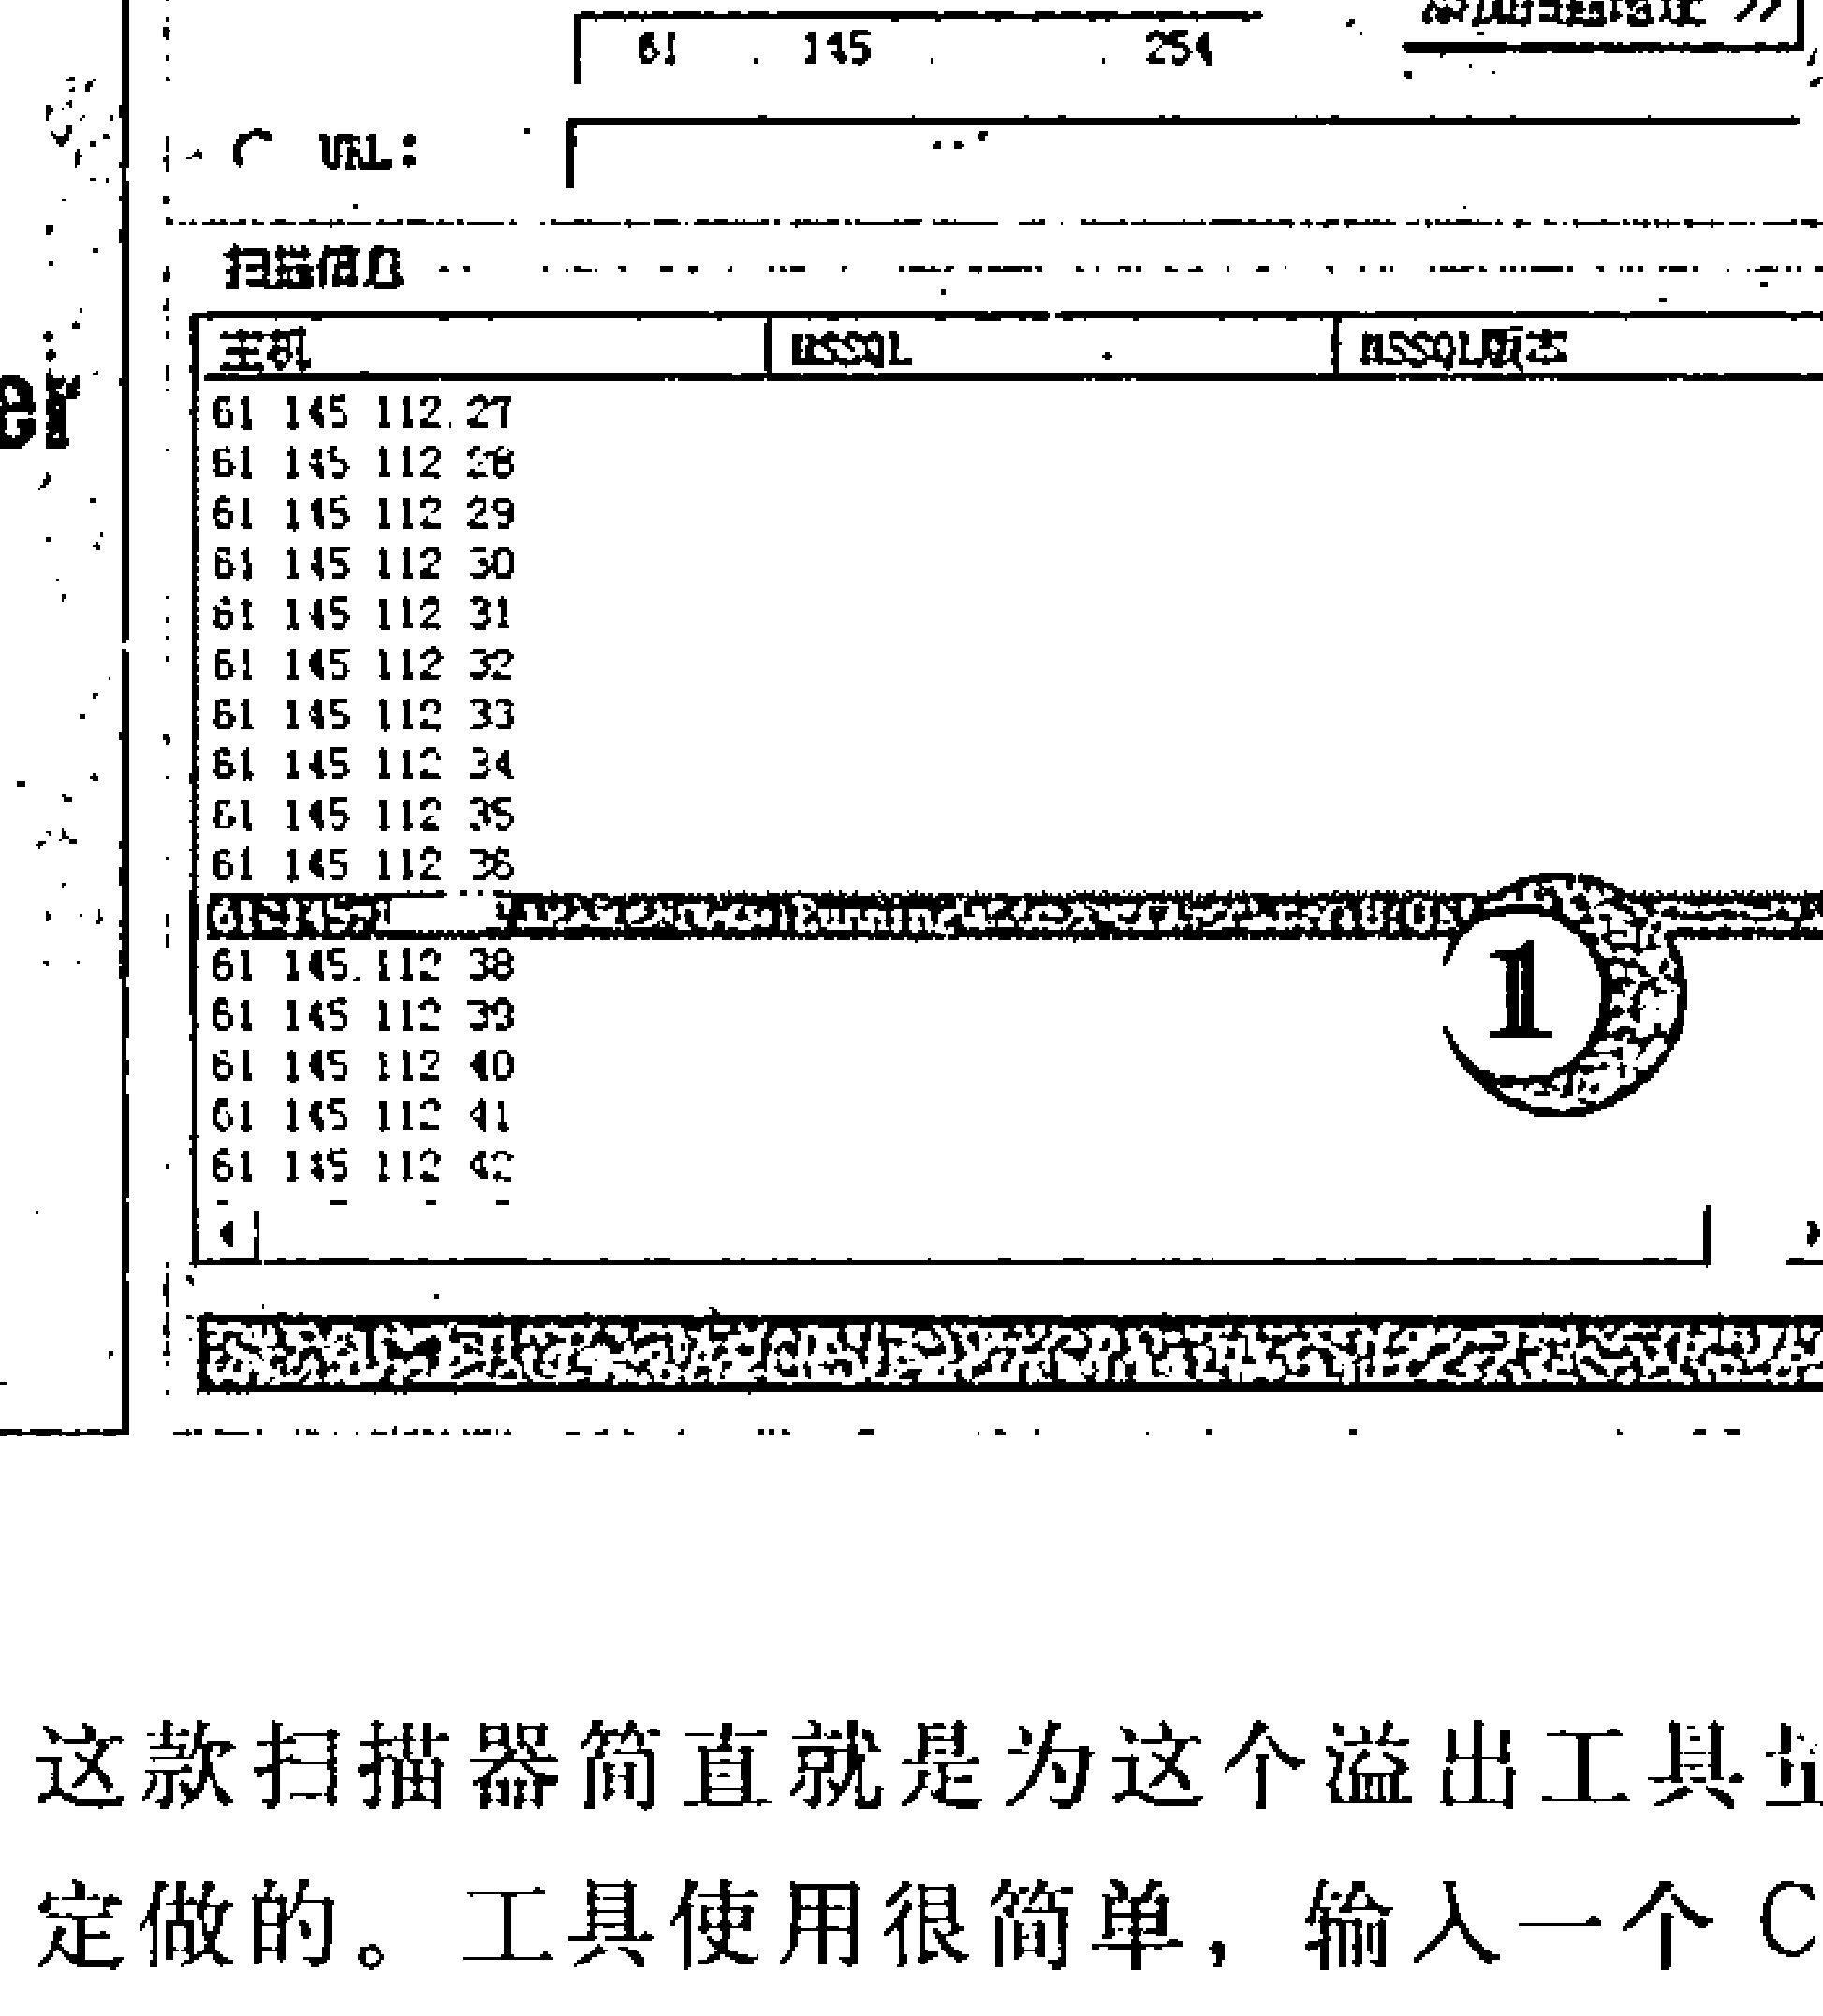 61 . 145 . . 254
URL:
扫描信息
主机 MSSQL MSSQL版本
er
61 145 112.27
61 145 112 28
61 145 112 29
61 145 112 30
61 145 112 31
61 145 112 32
61 145 112 33
61 145 112 34
61 145 112 35
61 145 112 36
61 145 Running
1
61 145.112 38
61 145 112 39
61 145 112 40
61 145 112 41
61 145 112 42
这款扫描器简直就是为这个溢出工具
定做的。工具使用很简单，输入一个 C